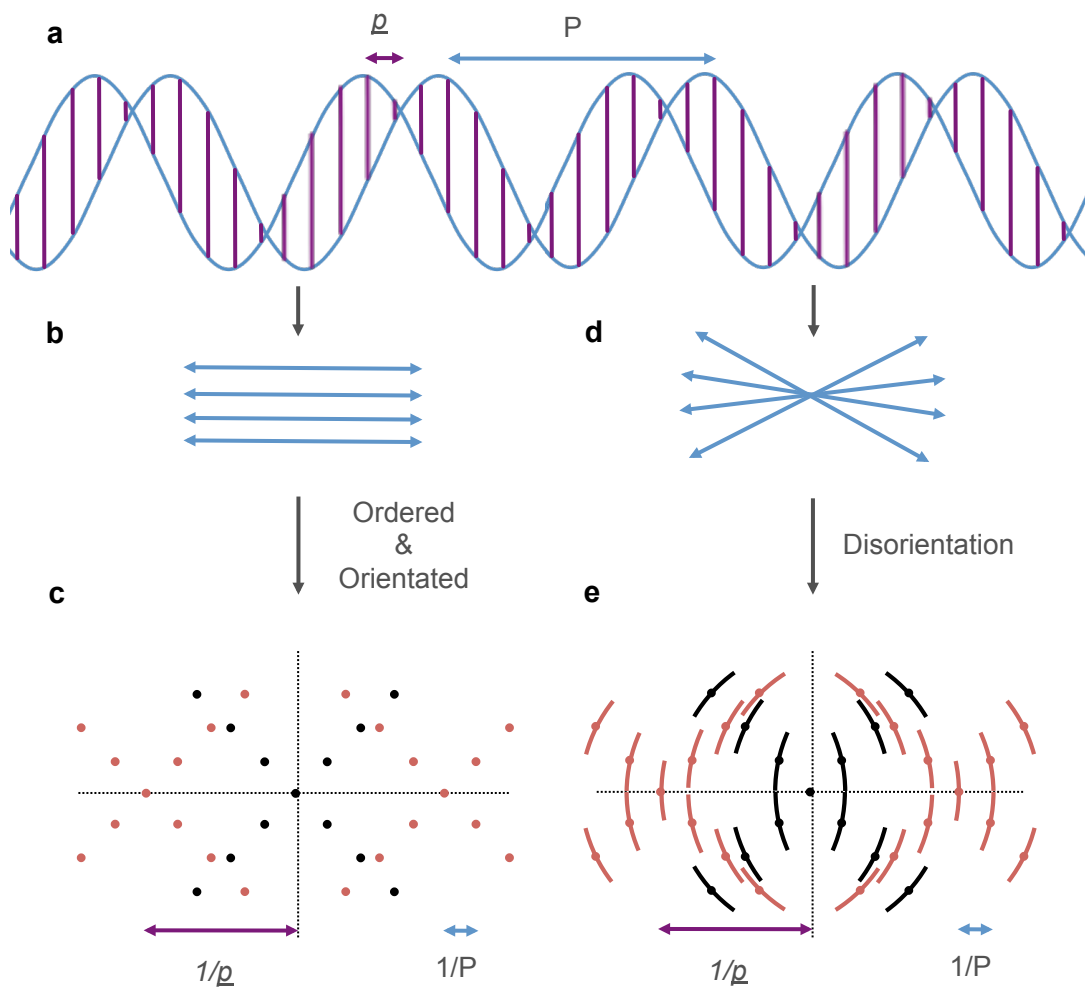 a
p
P
b
d
Ordered
&
Orientated
Disorientation
c
e
1/p
1/P
1/p
1/P